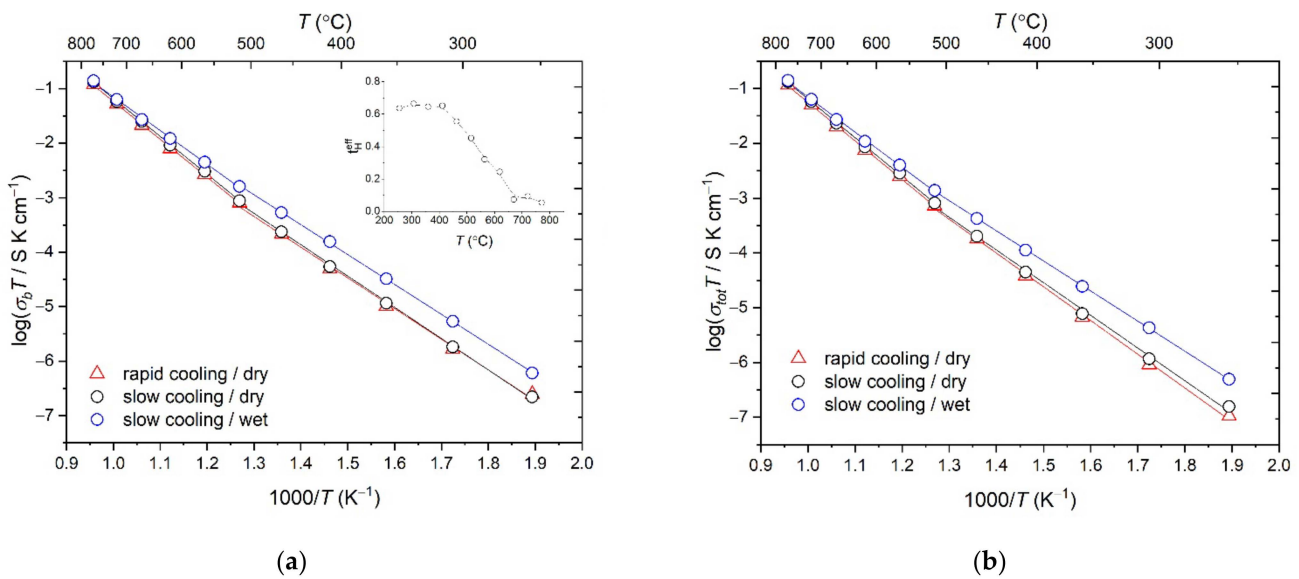 T (°C)
800 700 600 500 400 300
log(σbT / S K cm⁻¹)
−1
−2
−3
−4
−5
−6
−7
t_H^eff
0.8
0.6
0.4
0.2
0.0
200 300 400 500 600 700 800
T (°C)
rapid cooling / dry
slow cooling / dry
slow cooling / wet
0.9 1.0 1.1 1.2 1.3 1.4 1.5 1.6 1.7 1.8 1.9 2.0
1000/T (K⁻¹)
(a)
T (°C)
800 700 600 500 400 300
log(σtotT / S K cm⁻¹)
−1
−2
−3
−4
−5
−6
−7
rapid cooling / dry
slow cooling / dry
slow cooling / wet
0.9 1.0 1.1 1.2 1.3 1.4 1.5 1.6 1.7 1.8 1.9 2.0
1000/T (K⁻¹)
(b)